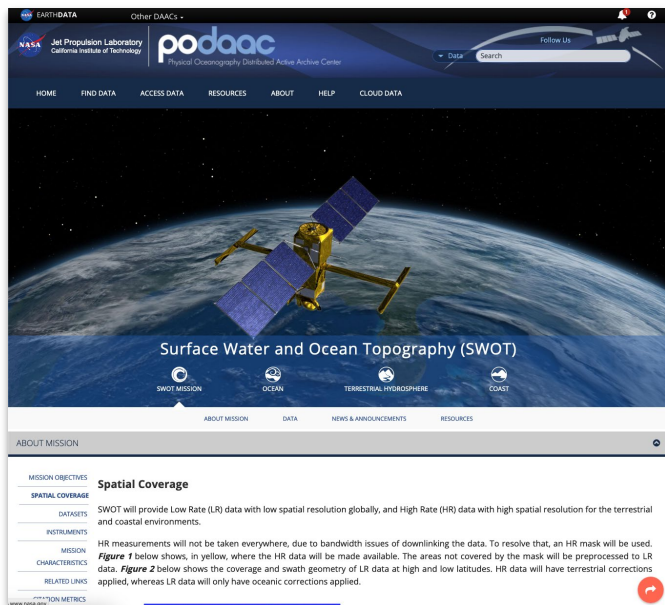 EARTHDATA
Other DAACs
1
?
NASA
Jet Propulsion Laboratory
California Institute of Technology
podaac
Physical Oceanography Distributed Active Archive Center
Follow Us
Data
Search
HOME FIND DATA ACCESS DATA RESOURCES ABOUT HELP CLOUD DATA
Surface Water and Ocean Topography (SWOT)
SWOT MISSION OCEAN TERRESTRIAL HYDROSPHERE COAST
ABOUT MISSION DATA NEWS & ANNOUNCEMENTS RESOURCES
ABOUT MISSION
MISSION OBJECTIVES
SPATIAL COVERAGE
DATASETS
INSTRUMENTS
MISSION
CHARACTERISTICS
RELATED LINKS
CITATION METRICS
www.nasa.gov
Spatial Coverage
SWOT will provide Low Rate (LR) data with low spatial resolution globally, and High Rate (HR) data with high spatial resolution for the terrestrial
and coastal environments.
HR measurements will not be taken everywhere, due to bandwidth issues of downlinking the data. To resolve that, an HR mask will be used.
Figure 1 below shows, in yellow, where the HR data will be made available. The areas not covered by the mask will be preprocessed to LR
data. Figure 2 below shows the coverage and swath geometry of LR data at high and low latitudes. HR data will have terrestrial corrections
applied, whereas LR data will only have oceanic corrections applied.